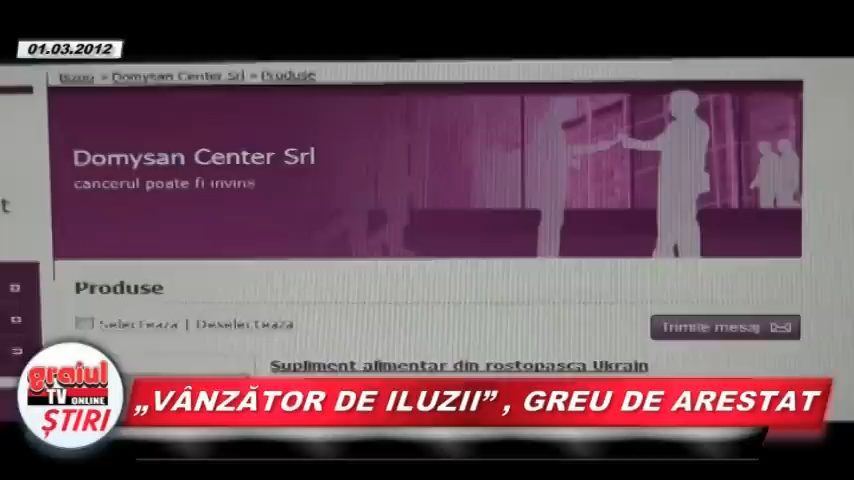 01.03.2012
» Domysan Center Srl » Produse
Domysan Center Srl
cancerul poate fi invins
t
Produse
Selecteaza | Deselecteaza
Trimite mesaj
Supliment alimentar din rostopasca Ukrain
graiul
TV ONLINE
ȘTIRI
„VÂNZĂTOR DE ILUZII” , GREU DE ARESTAT